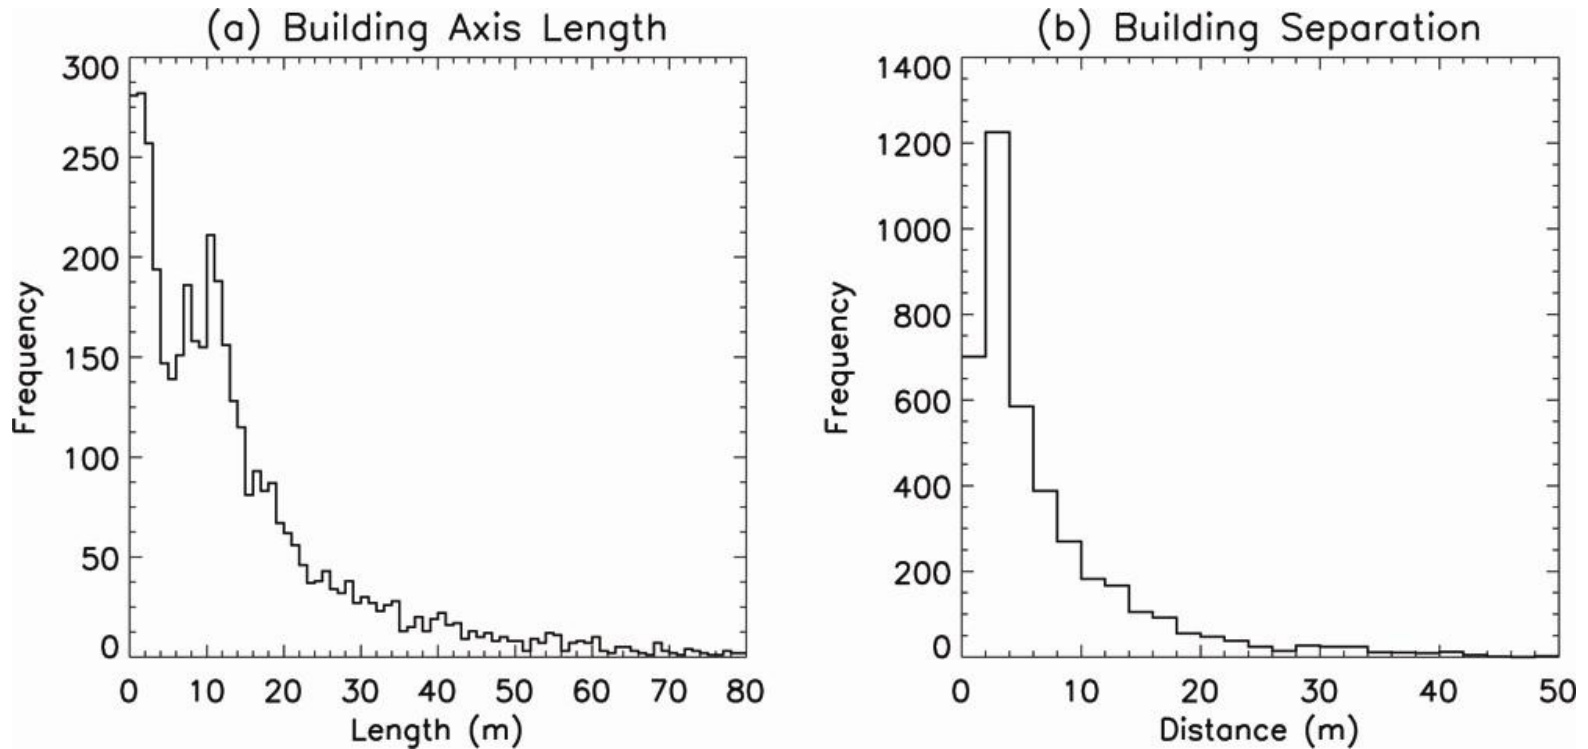 (a) Building Axis Length
300
250
200
150
100
50
0
Frequency
0 10 20 30 40 50 60 70 80
Length (m)
(b) Building Separation
1400
1200
1000
800
600
400
200
0
Frequency
0 10 20 30 40 50
Distance (m)